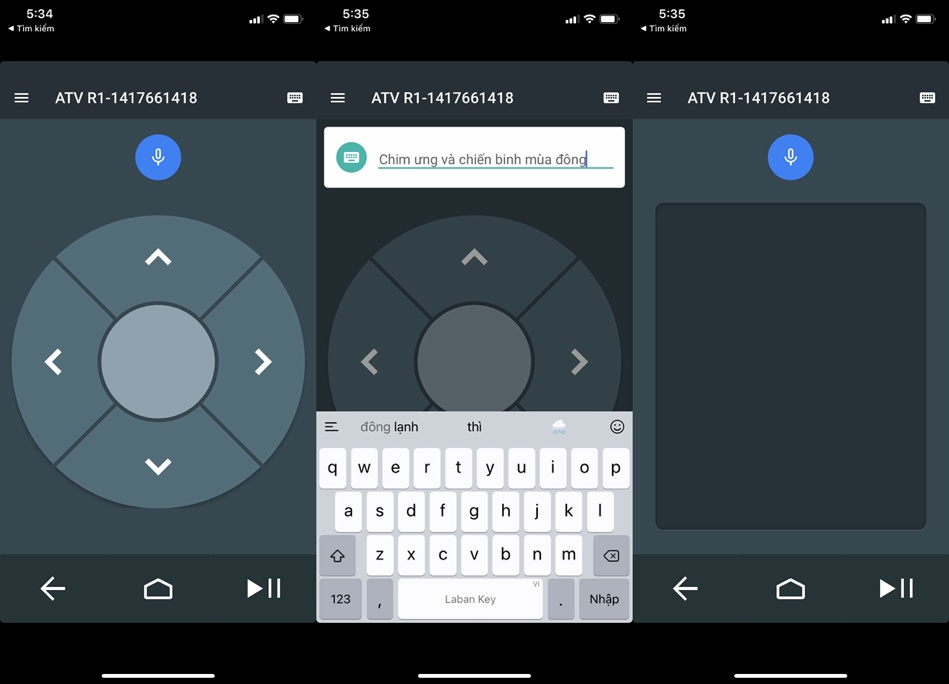 5:34
◀ Tìm kiếm
ATV R1-1417661418
5:35
◀ Tìm kiếm
ATV R1-1417661418
Chim ưng và chiến binh mùa đông
đông lạnh thì
q w e r t y u i o p
a s d f g h j k l
z x c v b n m
123 , Laban Key VI . Nhập
5:35
◀ Tìm kiếm
ATV R1-1417661418